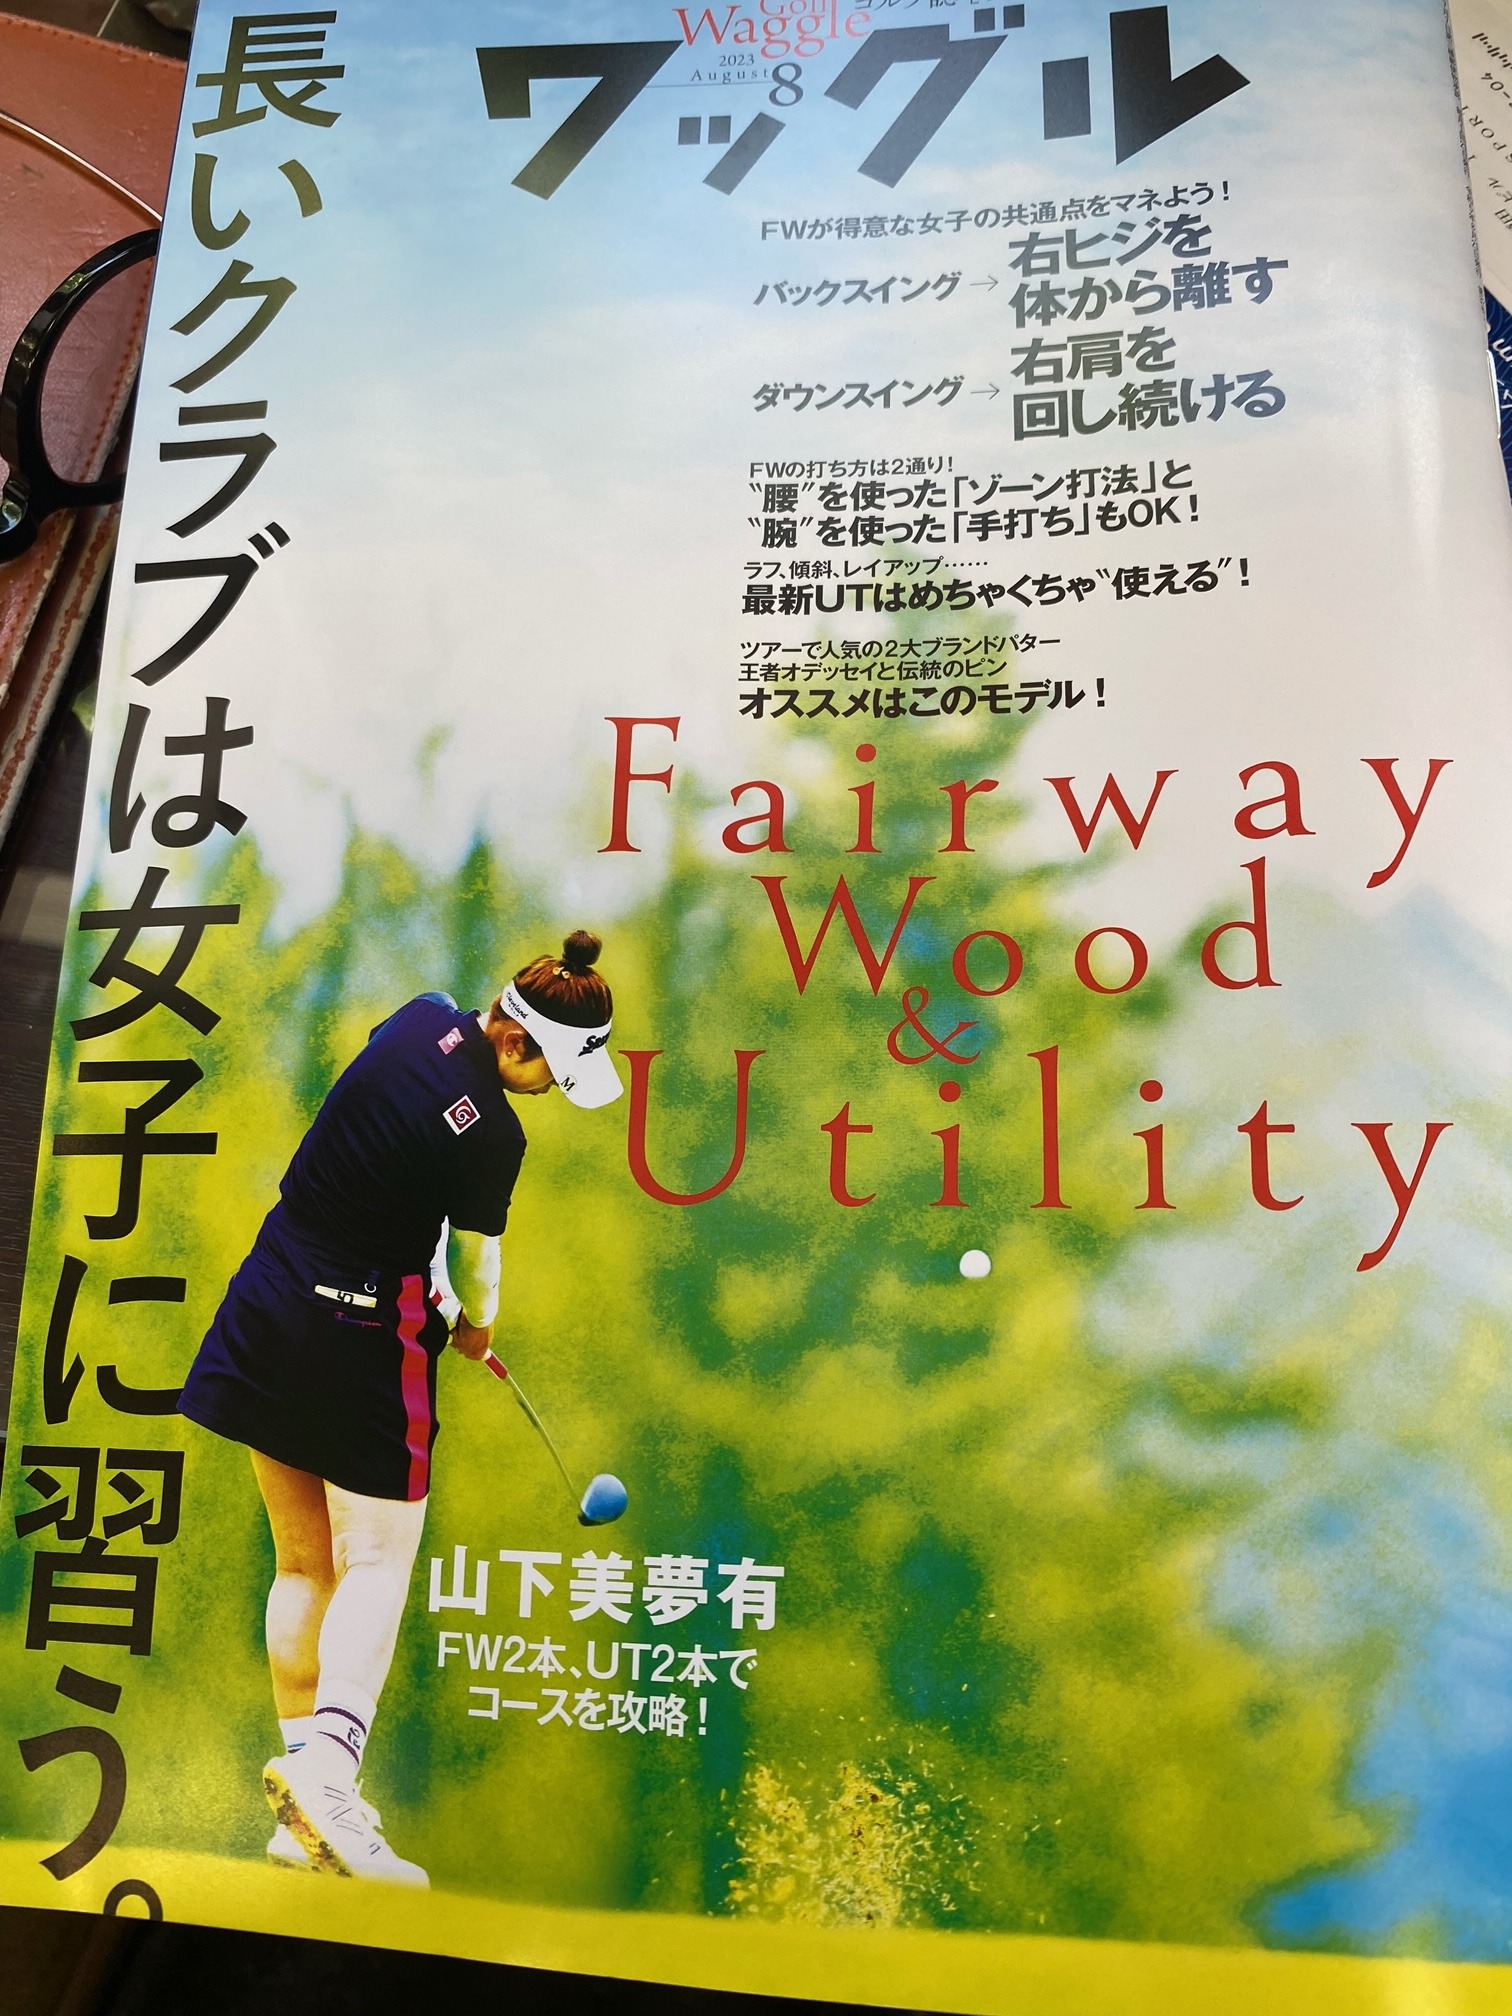 Golf
Waggle
ワッグル
2023
August
8
長いクラブは女子に習う。
FWが得意な女子の共通点をマネよう!
バックスイング→
右ヒジを
体から離す
ダウンスイング→
右肩を
回し続ける
FWの打ち方は2通り!
〝腰〟を使った「ゾーン打法」と
〝腕〟を使った「手打ち」もOK!
ラフ、傾斜、レイアップ……
最新UTはめちゃくちゃ〝使える〟!
ツアーで人気の2大ブランドパター
王者オデッセイと伝統のピン
オススメはこのモデル!
Fairway
Wood
&
Utility
Cleveland
M
Champion
山下美夢有
FW2本、UT2本で
コースを攻略!